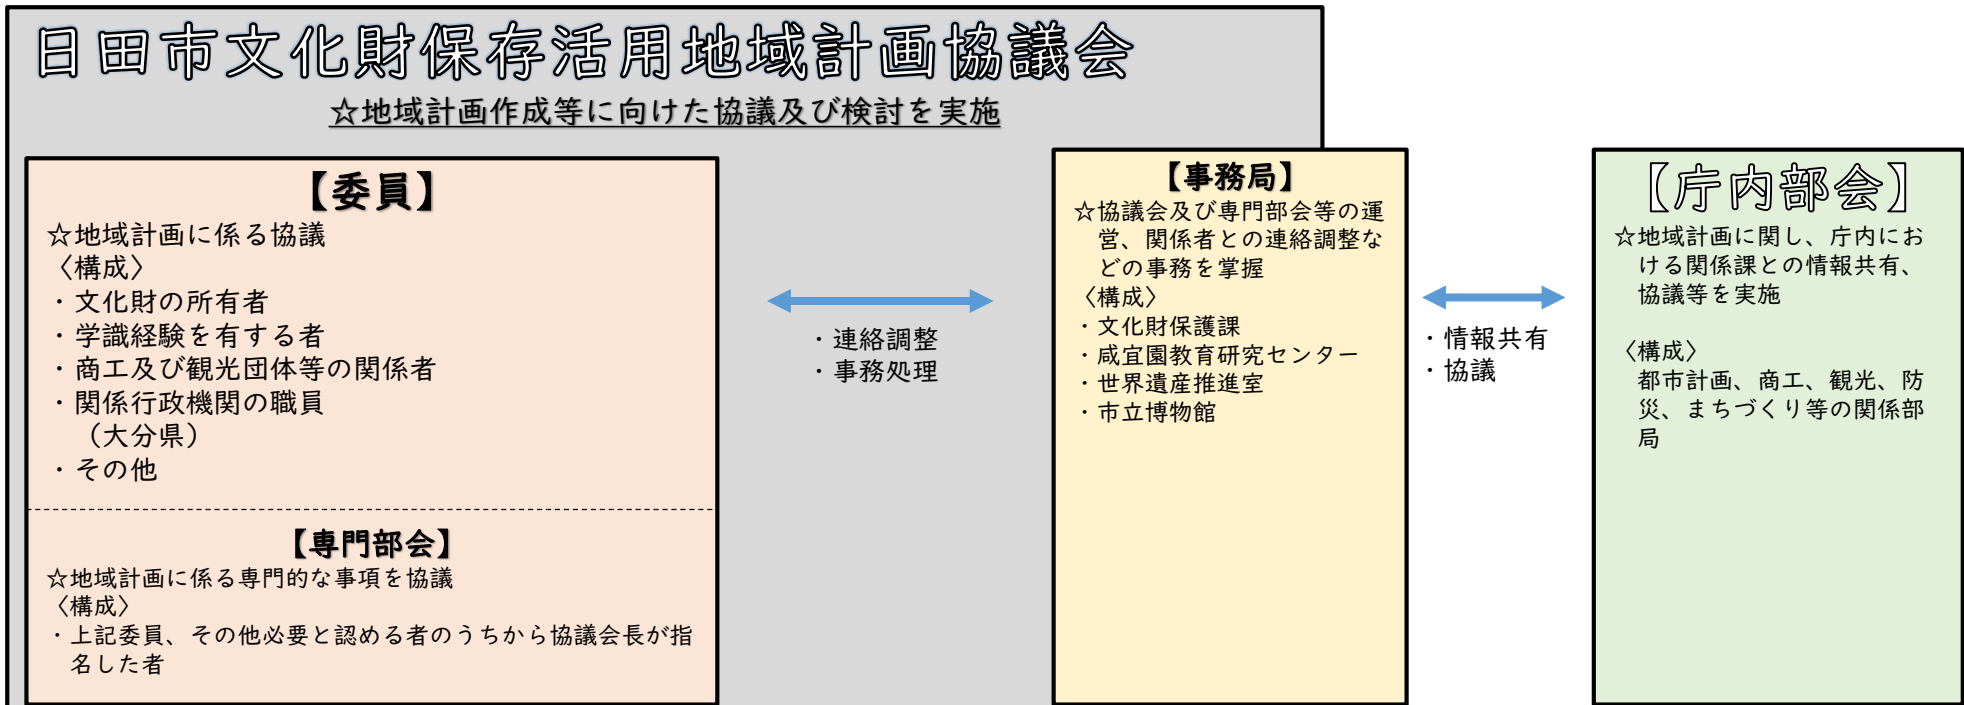 日田市文化財保存活用地域計画協議会
☆地域計画作成等に向けた協議及び検討を実施
【委員】
☆地域計画に係る協議
〈構成〉
・文化財の所有者
・学識経験を有する者
・商工及び観光団体等の関係者
・関係行政機関の職員
（大分県）
・その他
【専門部会】
☆地域計画に係る専門的な事項を協議
〈構成〉
・上記委員、その他必要と認める者のうちから協議会長が指
名した者
・連絡調整
・事務処理
【事務局】
☆協議会及び専門部会等の運
営、関係者との連絡調整な
どの事務を掌握
〈構成〉
・文化財保護課
・咸宜園教育研究センター
・世界遺産推進室
・市立博物館
・情報共有
・協議
【庁内部会】
☆地域計画に関し、庁内にお
ける関係課との情報共有、
協議等を実施
〈構成〉
都市計画、商工、観光、防
災、まちづくり等の関係部
局